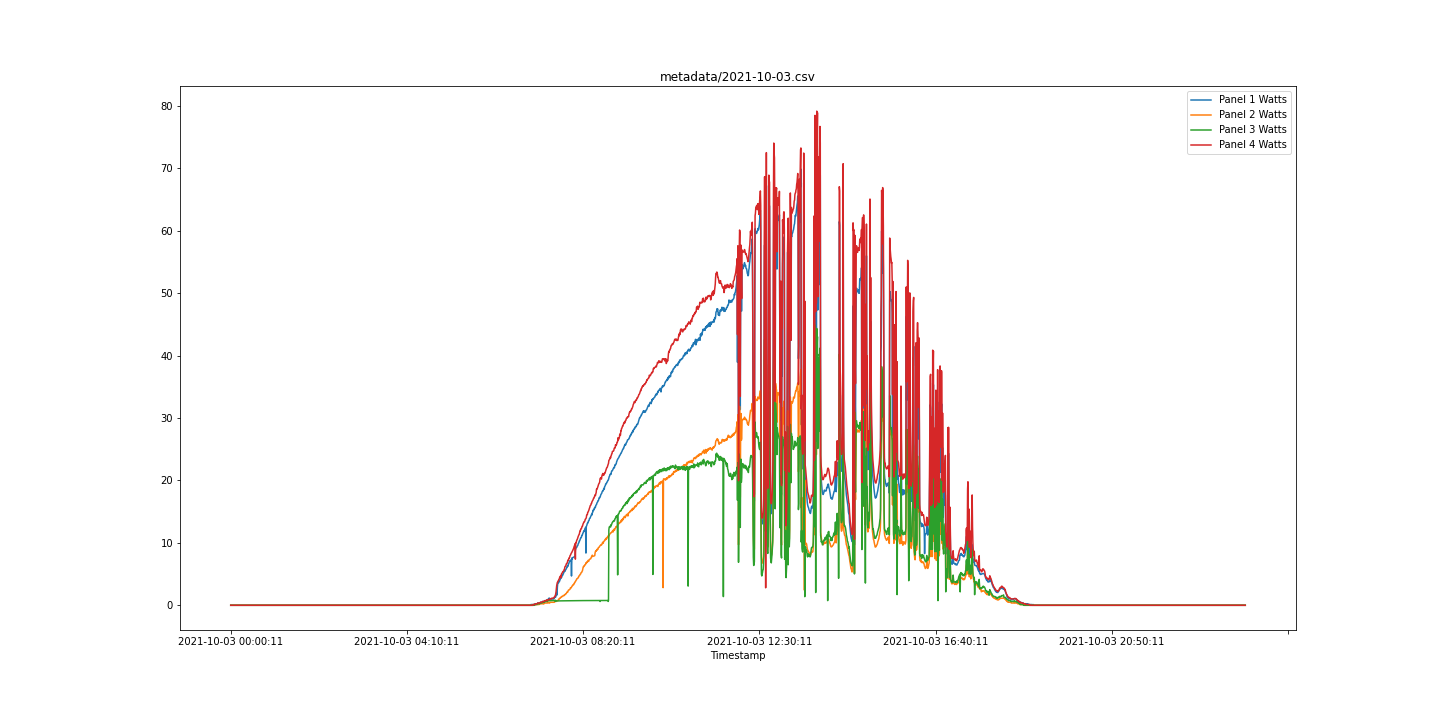 metadata/2021-10-03.csv
Panel 1 Watts
Panel 2 Watts
Panel 3 Watts
Panel 4 Watts
80
70
60
50
40
30
20
10
0
2021-10-03 00:00:11
2021-10-03 04:10:11
2021-10-03 08:20:11
2021-10-03 12:30:11
2021-10-03 16:40:11
2021-10-03 20:50:11
Timestamp